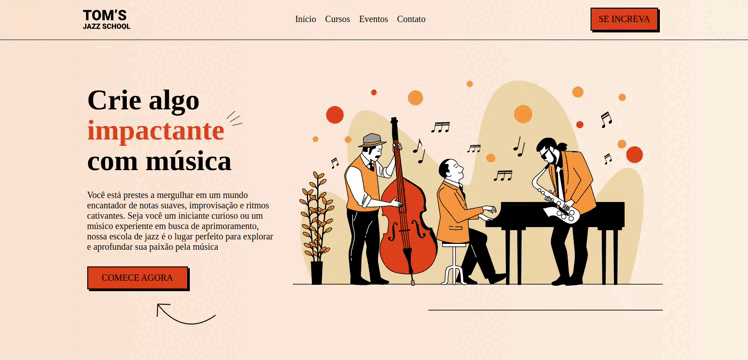 TOM'S
JAZZ SCHOOL
Início Cursos Eventos Contato
SE INCREVA
Crie algo
impactante
com música
Você está prestes a mergulhar em um mundo
encantador de notas suaves, improvisação e ritmos
cativantes. Seja você um iniciante curioso ou um
músico experiente em busca de aprimoramento,
nossa escola de jazz é o lugar perfeito para explorar
e aprofundar sua paixão pela música
COMECE AGORA